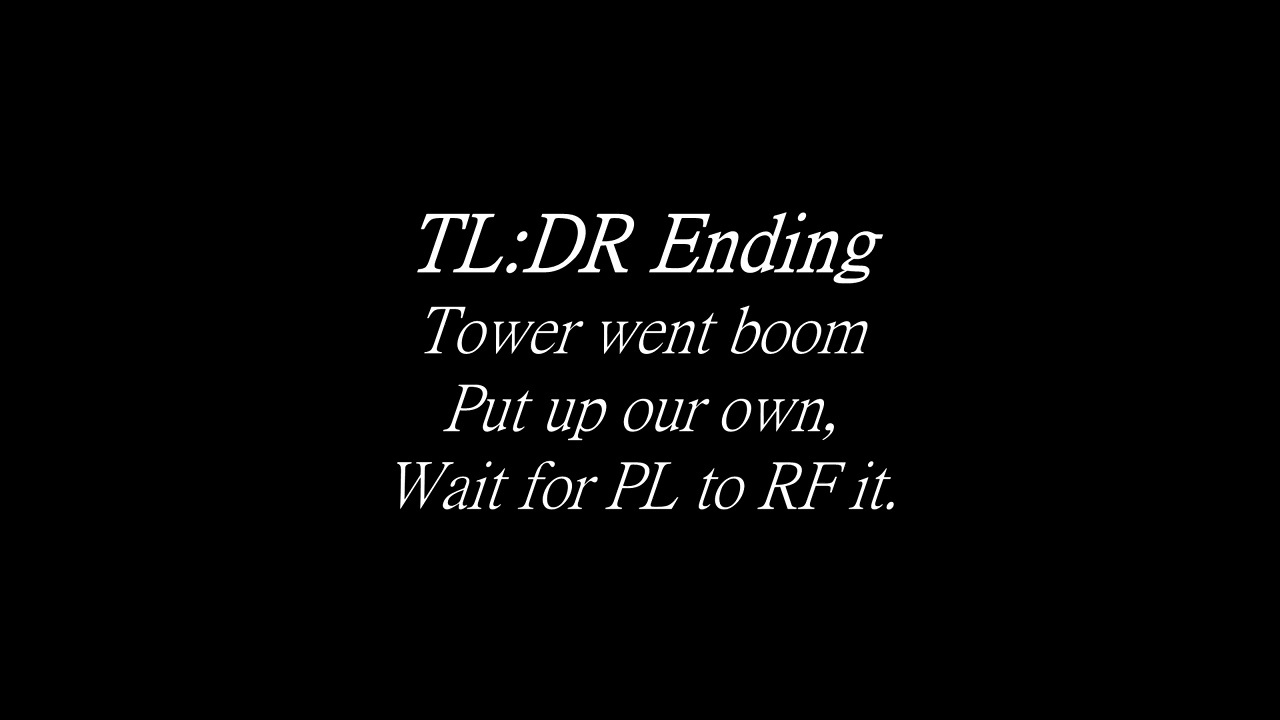 TL:DR Ending
Tower went boom
Put up our own,
Wait for PL to RF it.